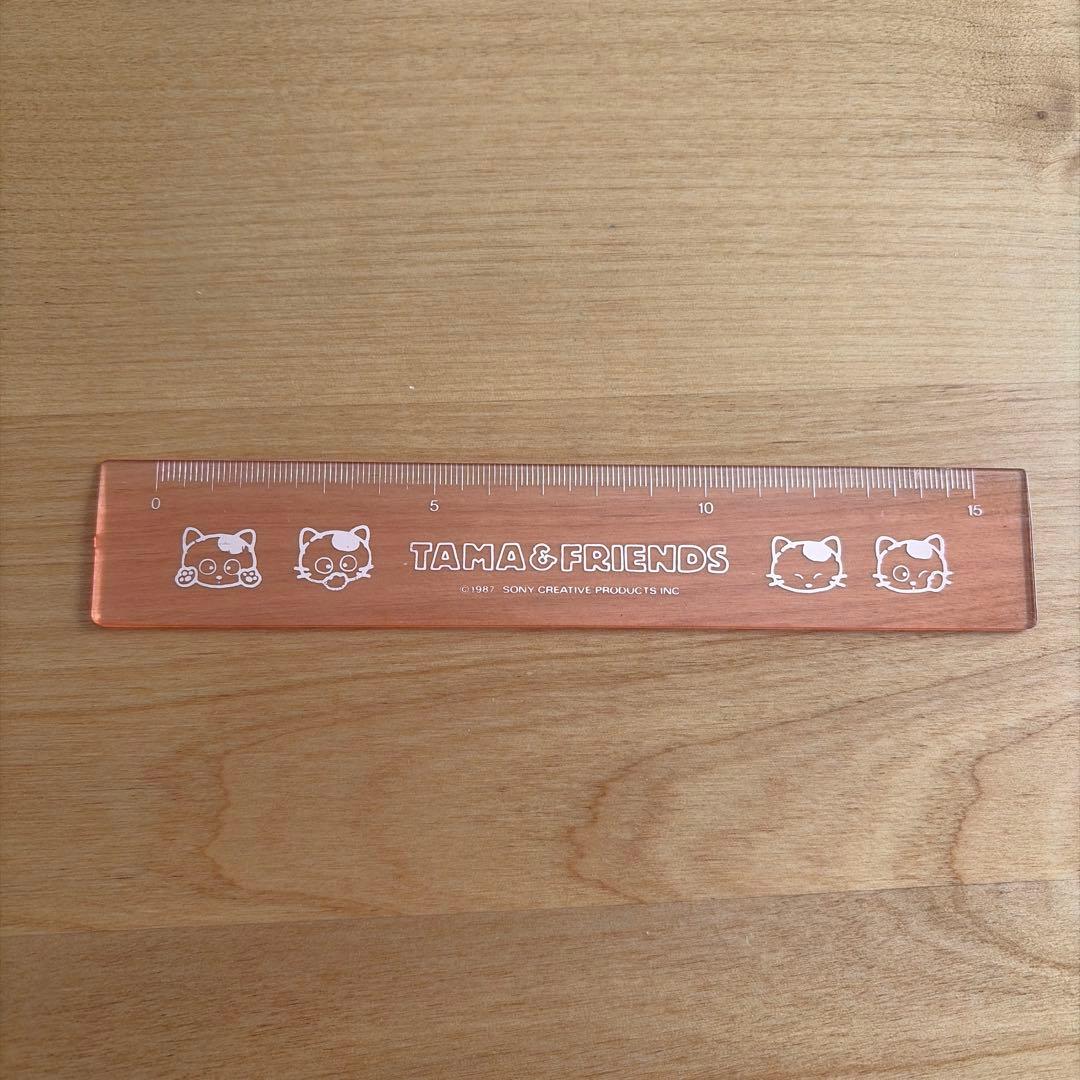 0 5 10 15
TAMA & FRIENDS
©1987 SONY CREATIVE PRODUCTS INC